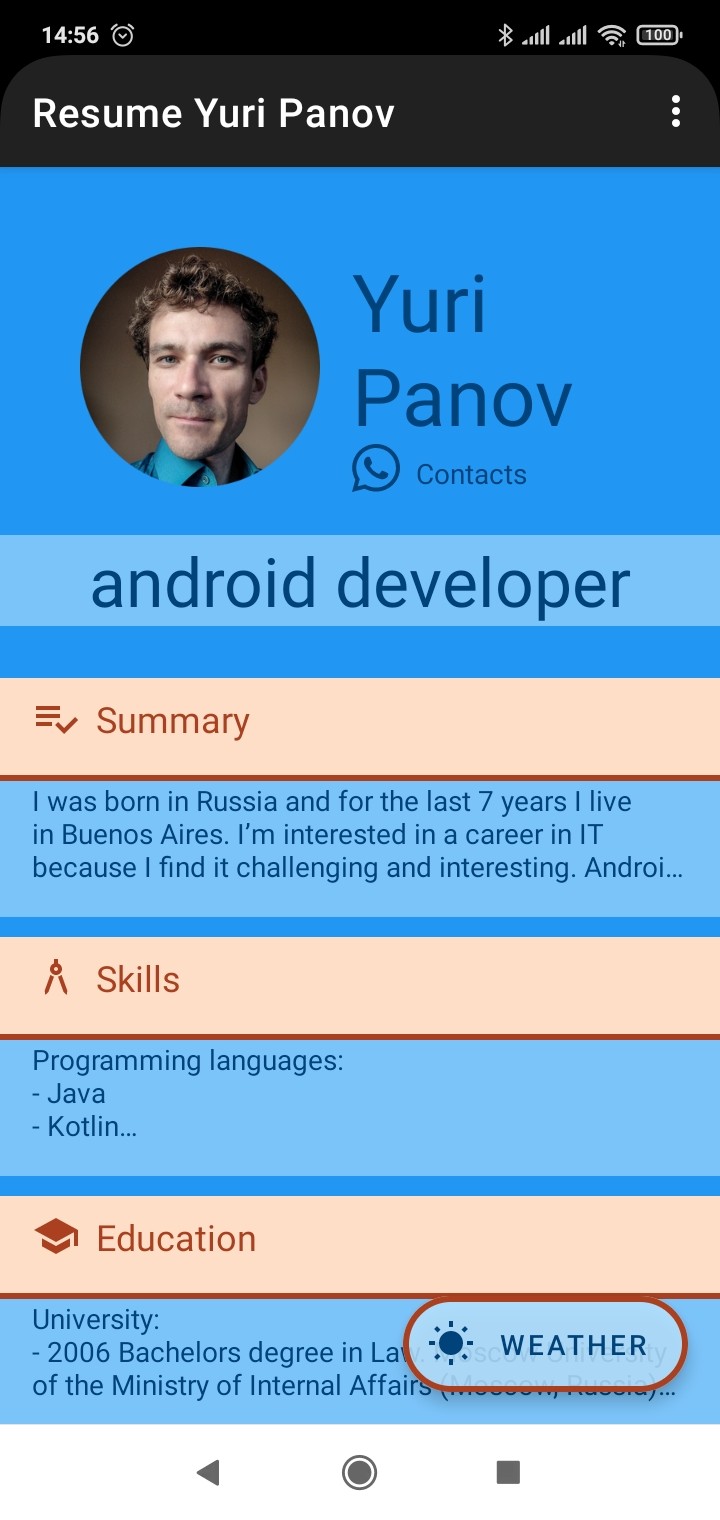 14:56
100
Resume Yuri Panov
Yuri
Panov
Contacts
android developer
Summary
I was born in Russia and for the last 7 years I live
in Buenos Aires. I’m interested in a career in IT
because I find it challenging and interesting. Androi…
Skills
Programming languages:
- Java
- Kotlin…
Education
University:
- 2006 Bachelors degree in Law. Moscow University
of the Ministry of Internal Affairs (Moscow, Russia)…
WEATHER